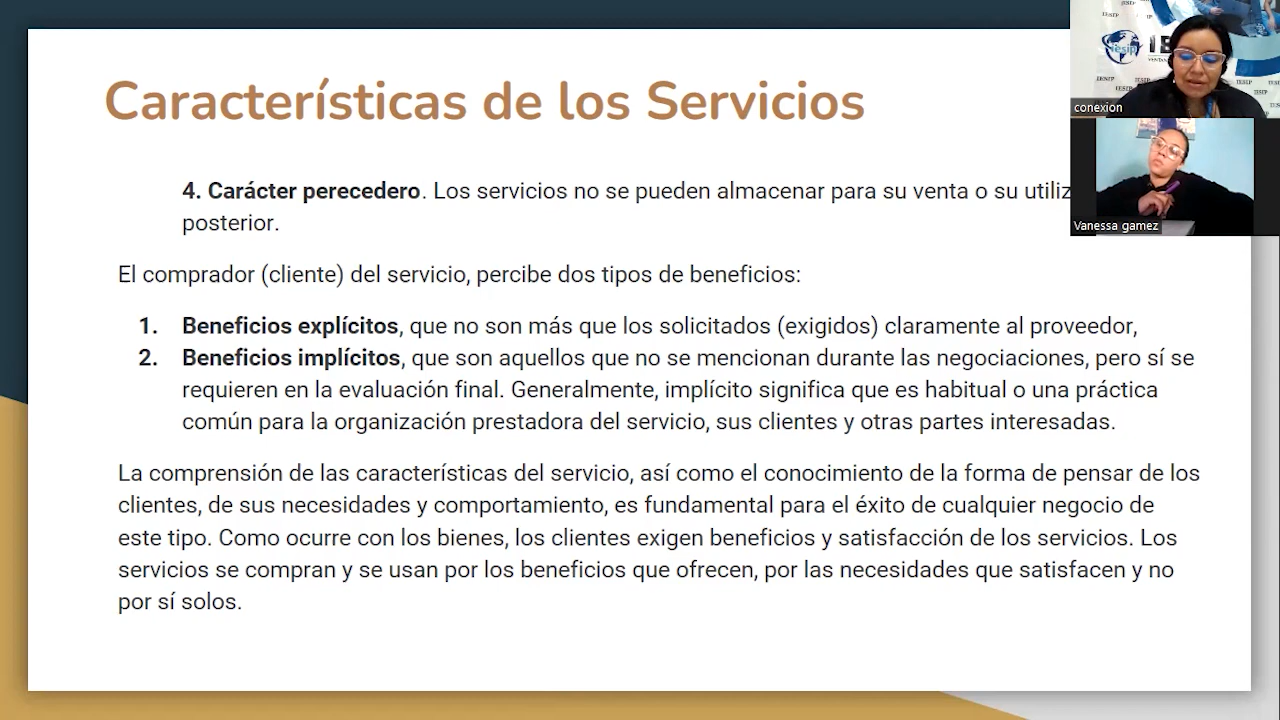 Características de los Servicios
4. Carácter perecedero. Los servicios no se pueden almacenar para su venta o su
posterior.
El comprador (cliente) del servicio, percibe dos tipos de beneficios:
1. Beneficios explícitos, que no son más que los solicitados (exigidos) claramente al proveedor,
2. Beneficios implícitos, que son aquellos que no se mencionan durante las negociaciones, pero sí se
requieren en la evaluación final. Generalmente, implícito significa que es habitual o una práctica
común para la organización prestadora del servicio, sus clientes y otras partes interesadas.
La comprensión de las características del servicio, así como el conocimiento de la forma de pensar de los
clientes, de sus necesidades y comportamiento, es fundamental para el éxito de cualquier negocio de
este tipo. Como ocurre con los bienes, los clientes exigen beneficios y satisfacción de los servicios. Los
servicios se compran y se usan por los beneficios que ofrecen, por las necesidades que satisfacen y no
por sí solos.
iesip
conexion
Vanessa gamez